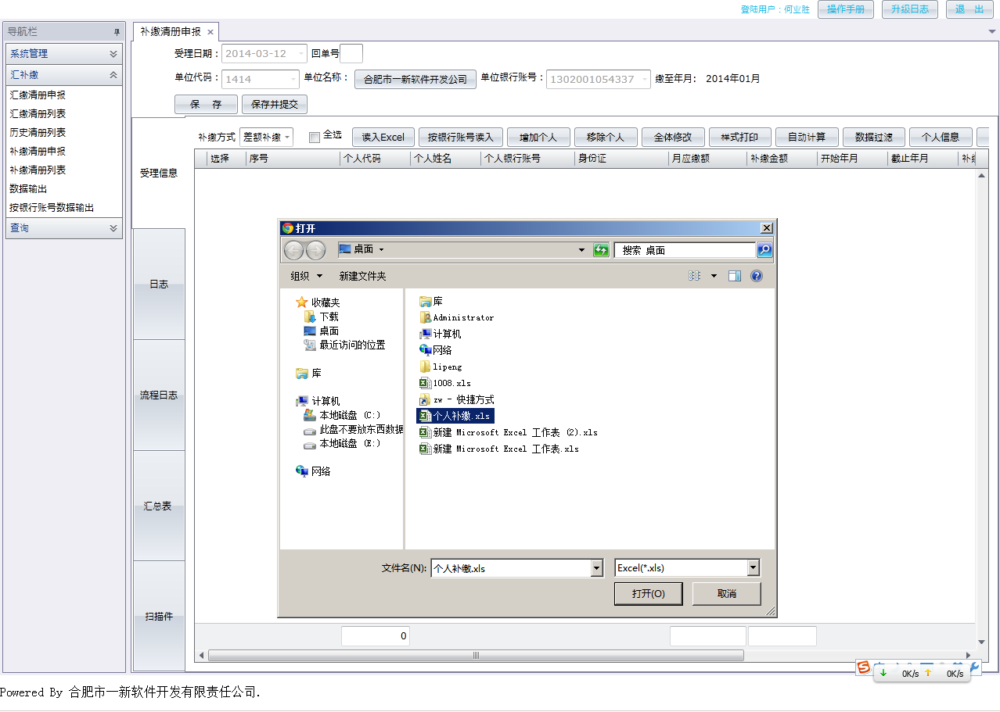 登陆用户：何业胜 操作手册 升级日志 退 出
导航栏
系统管理
汇补缴
汇缴清册申报
汇缴清册列表
历史清册列表
补缴清册申报
补缴清册列表
数据输出
按银行账号数据输出
查询
补缴清册申报
受理日期： 2014-03-12 回单号
单位代码： 1414 单位名称： 合肥市一新软件开发公司 单位银行账号： 1302001054337 缴至年月： 2014年01月
保 存 保存并提交
受理信息
日志
流程日志
汇总表
扫描件
补缴方式 差额补缴 全选 读入Excel 按银行账号读入 增加个人 移除个人 全体修改 样式打印 自动计算 数据过滤 个人信息
选择 序号 个人代码 个人姓名 个人银行账号 身份证 月应缴额 补缴金额 开始年月 截止年月
打开
桌面 搜索 桌面
组织 新建文件夹
收藏夹
下载
桌面
最近访问的位置
库
计算机
本地磁盘 (C:)
此盘不要放东西数据
本地磁盘 (E:)
网络
库
Administrator
计算机
网络
lipeng
1008.xls
zw - 快捷方式
个人补缴.xls
新建 Microsoft Excel 工作表 (2).xls
新建 Microsoft Excel 工作表.xls
文件名(N): 个人补缴.xls Excel(*.xls)
打开(O) 取消
0
0K/s 0K/s
Powered By 合肥市一新软件开发有限责任公司.